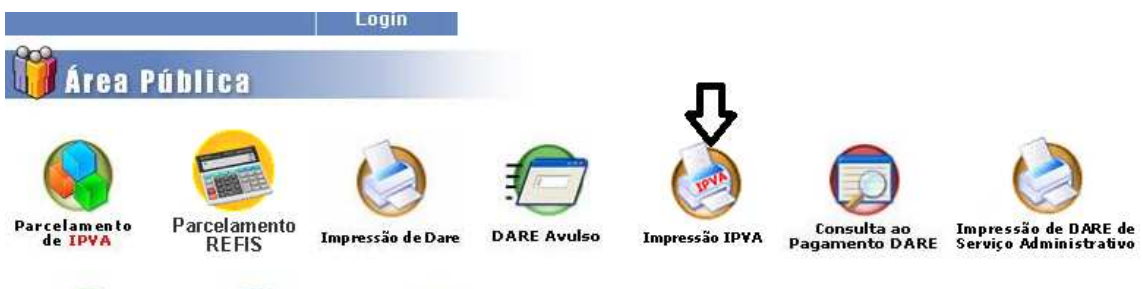 Login
Área Pública
Parcelamento
de IPVA
Parcelamento
REFIS
Impressão de Dare
DARE Avulso
IPVA
Impressão IPVA
Consulta ao
Pagamento DARE
Impressão de DARE de
Serviço Administrativo